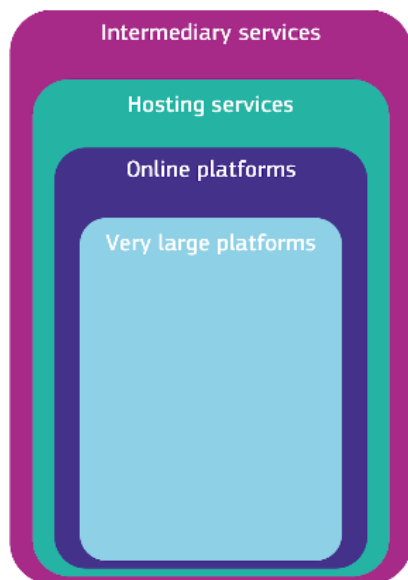 Intermediary services
Hosting services
Online platforms
Very large platforms